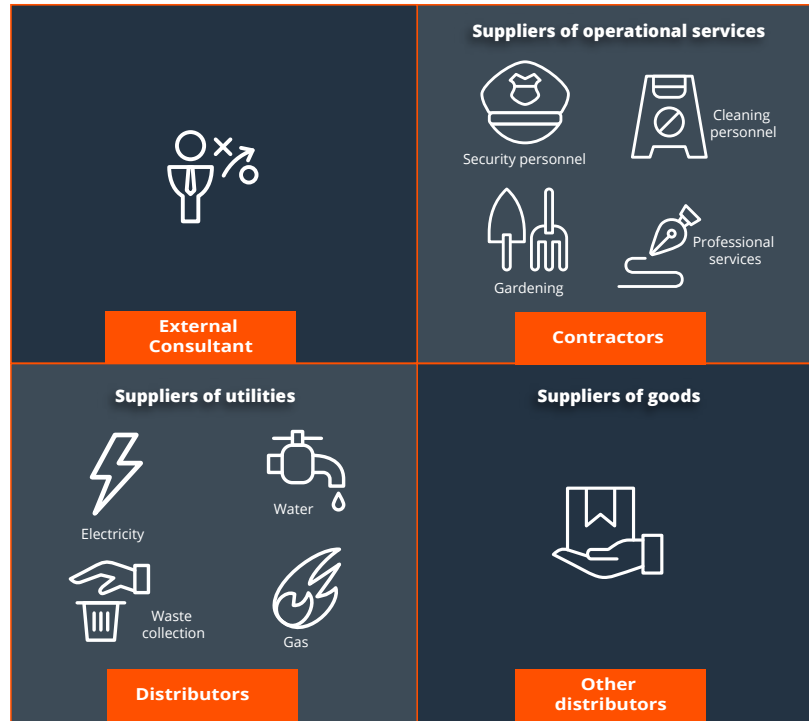 External
Consultant
Suppliers of operational services
Security personnel
Cleaning
personnel
Gardening
Professional
services
Contractors
Suppliers of utilities
Electricity
Water
Waste
collection
Gas
Distributors
Suppliers of goods
Other
distributors